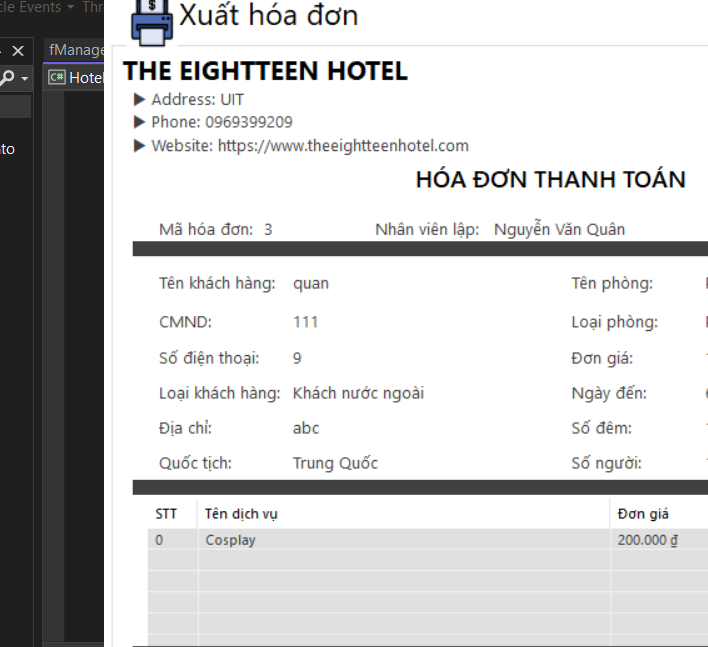 cle Events
Xuất hóa đơn
fManage
Hotel
to
THE EIGHTTEEN HOTEL
Address: UIT
Phone: 0969399209
Website: https://www.theeightteenhotel.com
HÓA ĐƠN THANH TOÁN
Mã hóa đơn: 3 Nhân viên lập: Nguyễn Văn Quân
Tên khách hàng: quan Tên phòng:
CMND: 111 Loại phòng:
Số điện thoại: 9 Đơn giá:
Loại khách hàng: Khách nước ngoài Ngày đến:
Địa chỉ: abc Số đêm:
Quốc tịch: Trung Quốc Số người:
STT Tên dịch vụ Đơn giá
0 Cosplay 200.000 ₫